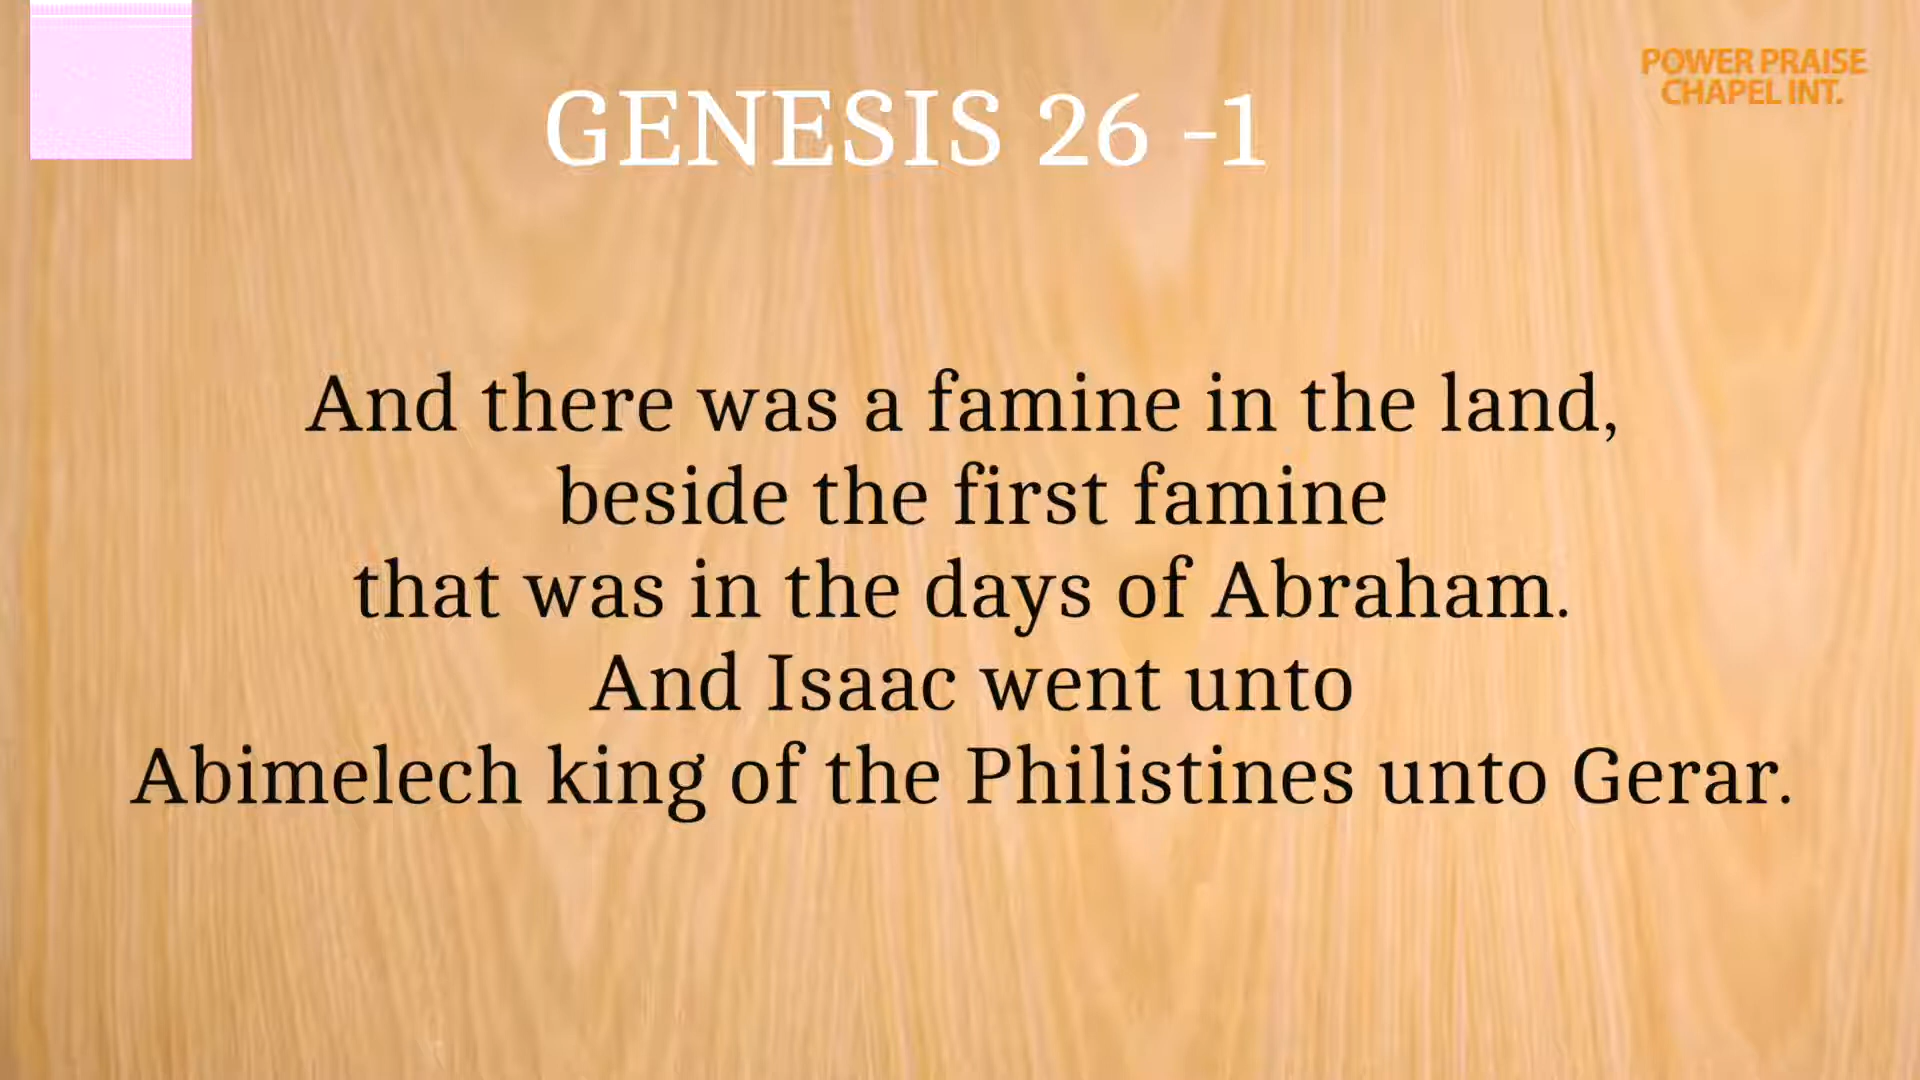 POWER PRAISE
CHAPEL INT.
GENESIS 26 -1
And there was a famine in the land,
beside the first famine
that was in the days of Abraham.
And Isaac went unto
Abimelech king of the Philistines unto Gerar.